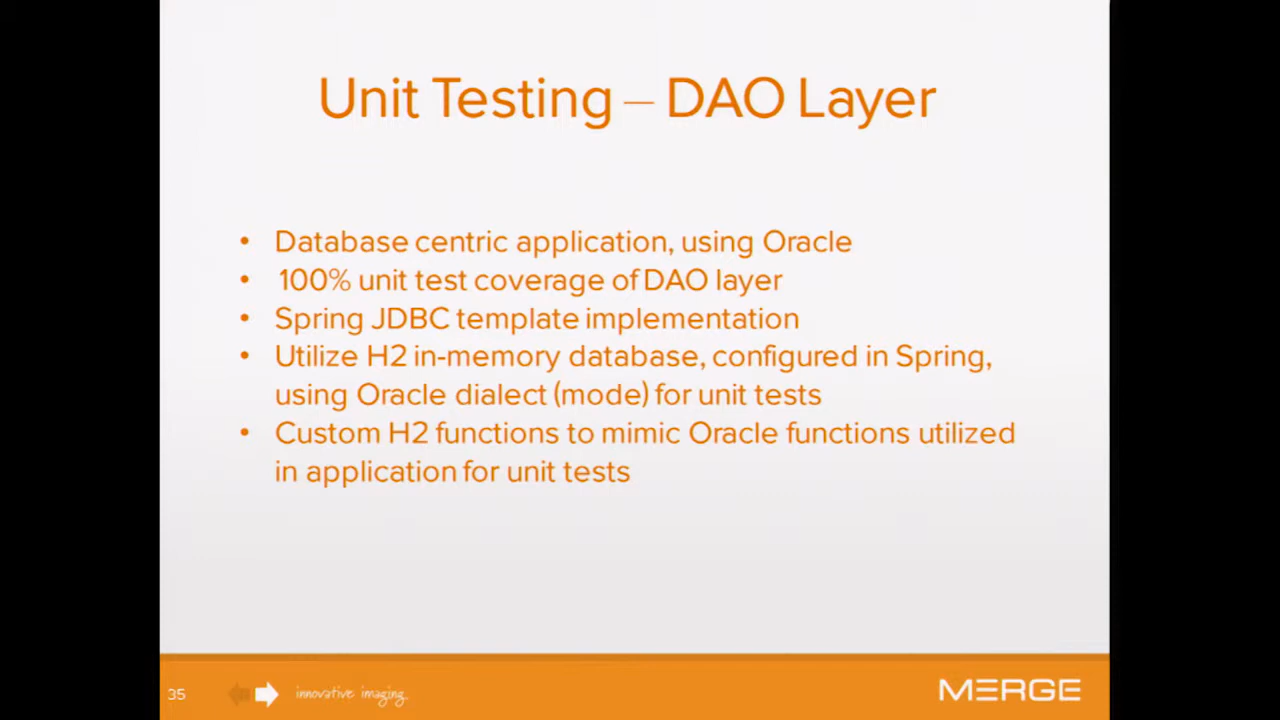 Unit Testing – DAO Layer
• Database centric application, using Oracle
• 100% unit test coverage of DAO layer
• Spring JDBC template implementation
• Utilize H2 in-memory database, configured in Spring,
using Oracle dialect (mode) for unit tests
• Custom H2 functions to mimic Oracle functions utilized
in application for unit tests
35
innovative imaging.
MERGE